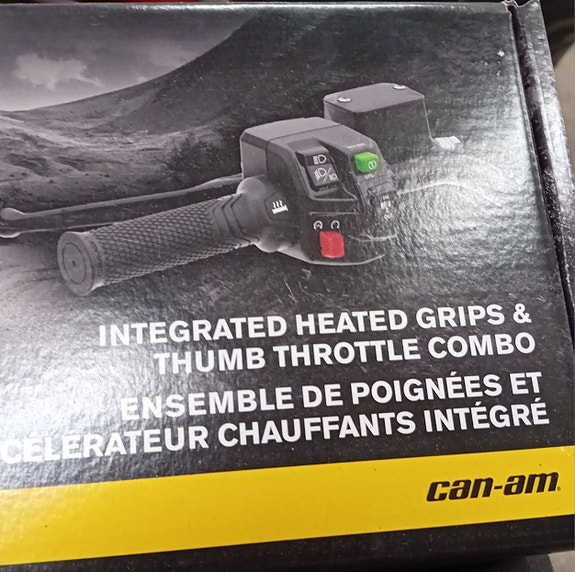 INTEGRATED HEATED GRIPS &
THUMB THROTTLE COMBO
ENSEMBLE DE POIGNÉES ET
CÉLÉRATEUR CHAUFFANTS INTÉGRÉ
can-am